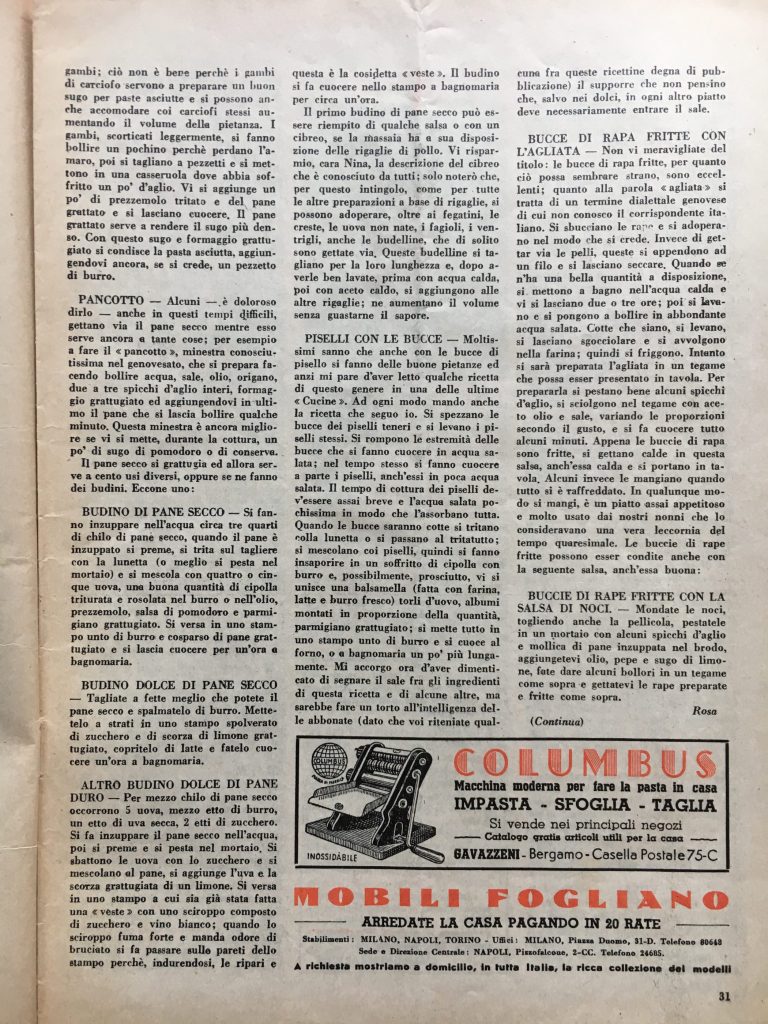 gambi; ciò non è bene perchè i gambi
di carciofo servono a preparare un buon
sugo per paste asciutte e si possono an-
che accomodare coi carciofi stessi au-
mentando il volume della pietanza. I
gambi, scorticati leggermente, si fanno
bollire un pochino perchè perdano l'a-
maro, poi si tagliano a pezzetti e si met-
tono in una casseruola dove abbia sof-
fritto un po' d'aglio. Vi si aggiunge un
po' di prezzemolo tritato e del pane
grattato e si lasciano cuocere. Il pane
grattato serve a rendere il sugo più den-
so. Con questo sugo e formaggio grattu-
giato si condisce la pasta asciutta, aggiun-
gendovi ancora, se si crede, un pezzetto
di burro.
PANCOTTO — Alcuni — è doloroso
dirlo — anche in questi tempi difficili,
gettano via il pane secco mentre esso
serve ancora a tante cose; per esempio
a fare il « pancotto », minestra conosciu-
tissima nel genovesato, che si prepara fa-
cendo bollire acqua, sale, olio, origano,
due a tre spicchi d'aglio interi, formag-
gio grattugiato ed aggiungendovi in ulti-
mo il pane che si lascia bollire qualche
minuto. Questa minestra è ancora miglio-
re se vi si mette, durante la cottura, un
po' di sugo di pomodoro o di conserva.
Il pane secco si grattugia ed allora ser-
ve a cento usi diversi, oppure se ne fanno
dei budini. Eccone uno:
BUDINO DI PANE SECCO — Si fan-
no inzuppare nell'acqua circa tre quarti
di chilo di pane secco, quando il pane è
inzuppato si preme, si trita sul tagliere
con la lunetta (o meglio si pesta nel
mortaio) e si mescola con quattro o cin-
que uova, una buona quantità di cipolla
triturata e rosolata nel burro o nell'olio,
prezzemolo, salsa di pomodoro e parmi-
giano grattugiato. Si versa in uno stam-
po unto di burro e cosparso di pane grat-
tugiato e si lascia cuocere per un'ora a
bagnomaria.
BUDINO DOLCE DI PANE SECCO
— Tagliate a fette meglio che potete il
pane secco e spalmatelo di burro. Mette-
telo a strati in uno stampo spolverato
di zucchero e di scorza di limone grat-
tugiato, copritelo di latte e fatelo cuo-
cere un'ora a bagnomaria.
ALTRO BUDINO DOLCE DI PANE
DURO — Per mezzo chilo di pane secco
occorrono 5 uova, mezzo etto di burro,
un etto di uva secca, 2 etti di zucchero.
Si fa inzuppare il pane secco nell'acqua,
poi si preme e si pesta nel mortaio. Si
sbattono le uova con lo zucchero e si
mescolano al pane, si aggiunge l'uva e la
scorza grattugiata di un limone. Si versa
in uno stampo a cui sia già stata fatta
una « veste » con uno sciroppo composto
di zucchero e vino bianco; quando lo
sciroppo fuma forte e manda odore di
bruciato si fa passare sulle pareti dello
stampo perchè, indurendosi, le ripari e
questa è la cosidetta « veste ». Il budino
si fa cuocere nello stampo a bagnomaria
per circa un'ora.
Il primo budino di pane secco può es-
sere riempito di qualche salsa o con un
cibreo, se la massaia ha a sua disposi-
zione delle rigaglie di pollo. Vi rispar-
mio, cara Nina, la descrizione del cibreo
che è conosciuto da tutti; solo noterò che,
per questo intingolo, come per tutte
le altre preparazioni a base di rigaglie, si
possono adoperare, oltre ai fegatini, le
creste, le uova non nate, i fagioli, i ven-
trigli, anche le budelline, che di solito
sono gettate via. Queste budelline si ta-
gliano per la loro lunghezza e, dopo a-
verle ben lavate, prima con acqua calda,
poi con aceto caldo, si aggiungono alle
altre rigaglie; ne aumentano il volume
senza guastarne il sapore.
PISELLI CON LE BUCCE — Moltis-
simi sanno che anche con le bucce di
pisello si fanno delle buone pietanze ed
anzi mi pare d'aver letto qualche ricetta
di questo genere in una delle ultime
« Cucine ». Ad ogni modo mando anche
la ricetta che seguo io. Si spezzano le
bucce dei piselli teneri e si levano i pi-
selli stessi. Si rompono le estremità delle
bucce che si fanno cuocere in acqua sa-
lata; nel tempo stesso si fanno cuocere
a parte i piselli, anch'essi in poca acqua
salata. Il tempo di cottura dei piselli de-
v'essere assai breve e l'acqua salata po-
chissima in modo che l'assorbano tutta.
Quando le bucce saranno cotte si tritano
colla lunetta o si passano al tritatutto;
si mescolano coi piselli, quindi si fanno
insaporire in un soffritto di cipolla con
burro e, possibilmente, prosciutto, vi si
unisce una balsamella (fatta con farina,
latte e burro fresco) torli d'uovo, albumi
montati in proporzione della quantità,
parmigiano grattugiato; si mette tutto in
uno stampo unto di burro e si cuoce al
forno, o a bagnomaria un po' più lunga-
mente. Mi accorgo ora d'aver dimenti-
cato di segnare il sale fra gli ingredienti
di questa ricetta e di alcune altre, ma
sarebbe fare un torto all'intelligenza del-
le abbonate (dato che voi riteniate qual-
cuna fra queste ricettine degna di pub-
blicazione) il supporre che non pensino
che, salvo nei dolci, in ogni altro piatto
deve necessariamente entrare il sale.
BUCCE DI RAPA FRITTE CON
L'AGLIATA — Non vi meravigliate del
titolo: le bucce di rapa fritte, per quanto
ciò possa sembrare strano, sono eccel-
lenti; quanto alla parola « agliata » si
tratta di un termine dialettale genovese
di cui non conosco il corrispondente ita-
liano. Si sbucciano le rape e si adopera-
no nel modo che si crede. Invece di get-
tar via le pelli, queste si appendono ad
un filo e si lasciano seccare. Quando se
n'ha una bella quantità a disposizione,
si mettono a bagno nell'acqua calda e
vi si lasciano due o tre ore; poi si lava-
no e si pongono a bollire in abbondante
acqua salata. Cotte che siano, si levano,
si lasciano sgocciolare e si avvolgono
nella farina; quindi si friggono. Intanto
si sarà preparata l'agliata in un tegame
che possa esser presentato in tavola. Per
prepararla si pestano bene alcuni spicchi
d'aglio, si sciolgono nel tegame con ace-
to olio e sale, variando le proporzioni
secondo il gusto, e si fa cuocere tutto
alcuni minuti. Appena le buccie di rapa
sono fritte, si gettano calde in questa
salsa, anch'essa calda e si portano in ta-
vola. Alcuni invece le mangiano quando
tutto si è raffreddato. In qualunque mo-
do si mangi, è un piatto assai appetitoso
e molto usato dai nostri nonni che lo
consideravano una vera leccornia del
tempo quaresimale. Le buccie di rape
fritte possono esser condite anche con
la seguente salsa, anch'essa buona:
BUCCIE DI RAPE FRITTE CON LA
SALSA DI NOCI. — Mondate le noci,
togliendo anche la pellicola, pestatele
in un mortaio con alcuni spicchi d'aglio
e mollica di pane inzuppata nel brodo,
aggiungetevi olio, pepe e sugo di limo-
ne, fate dare alcuni bollori in un tegame
come sopra e gettatevi le rape preparate
e fritte come sopra.
Rosa
(Continua)
COLUMBUS
INOSSIDABILE
COLUMBUS
Macchina moderna per fare la pasta in casa
IMPASTA - SFOGLIA - TAGLIA
Si vende nei principali negozi
Catalogo gratis articoli utili per la casa
GAVAZZENI - Bergamo - Casella Postale 75-C
MOBILI FOGLIANO
ARREDATE LA CASA PAGANDO IN 20 RATE
Stabilimenti: MILANO, NAPOLI, TORINO - Uffici: MILANO, Piazza Duomo, 31-D. Telefono 80648
Sede e Direzione Centrale: NAPOLI, Pizzofalcone, 2-CC. Telefono 24685.
A richiesta mostriamo a domicilio, in tutta Italia, la ricca collezione dei modelli
31